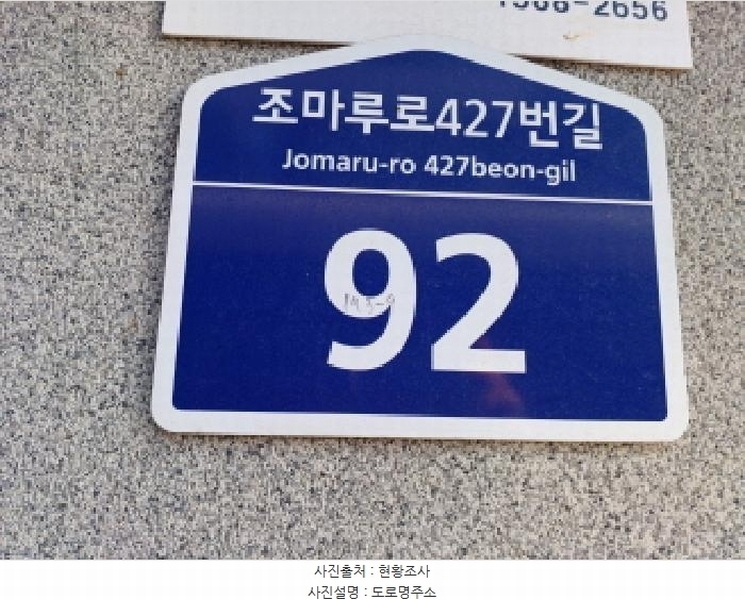 조마루로427번길
Jomaru-ro 427beon-gil
92
사진출처 : 현황조사
사진설명 : 도로명주소